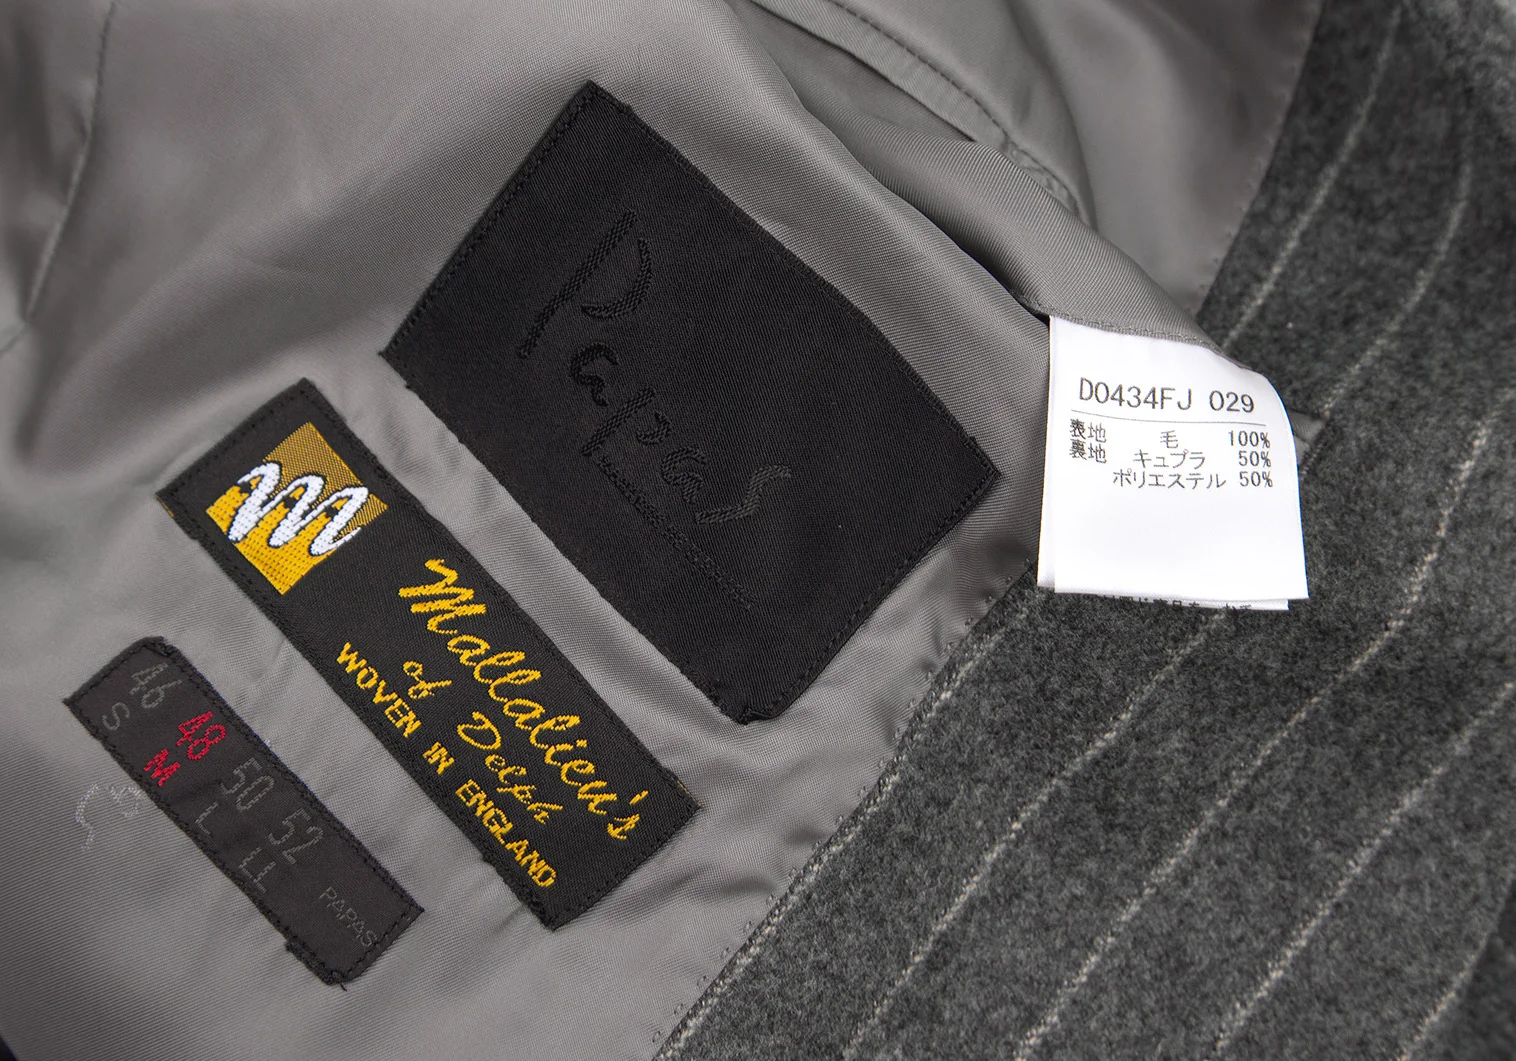 Papas
Mallalieu's
of Delph
WOVEN IN ENGLAND
46 48 50 52
S M L LL
PAPAS
D0434FJ 029
表地 毛 100%
裏地 キュプラ 50%
ポリエステル 50%